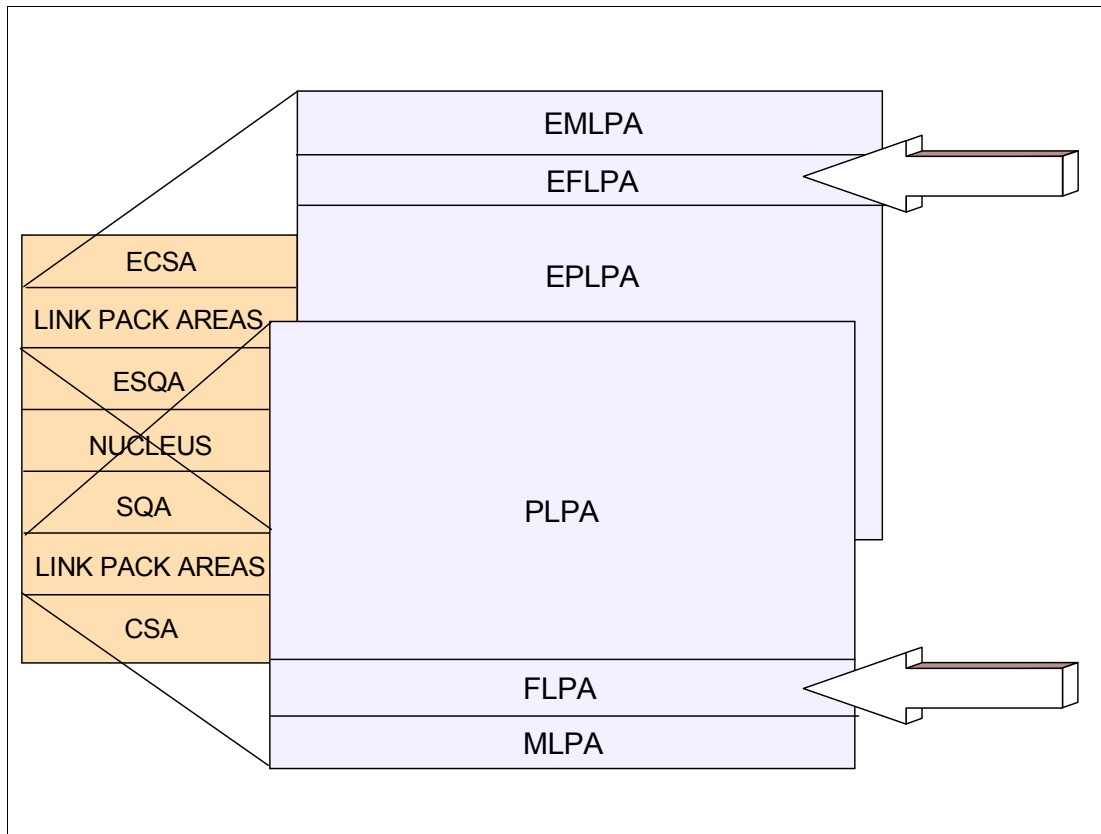 EMLPA
EFLPA
EPLPA
ECSA
LINK PACK AREAS
ESQA
NUCLEUS
SQA
LINK PACK AREAS
CSA
PLPA
FLPA
MLPA